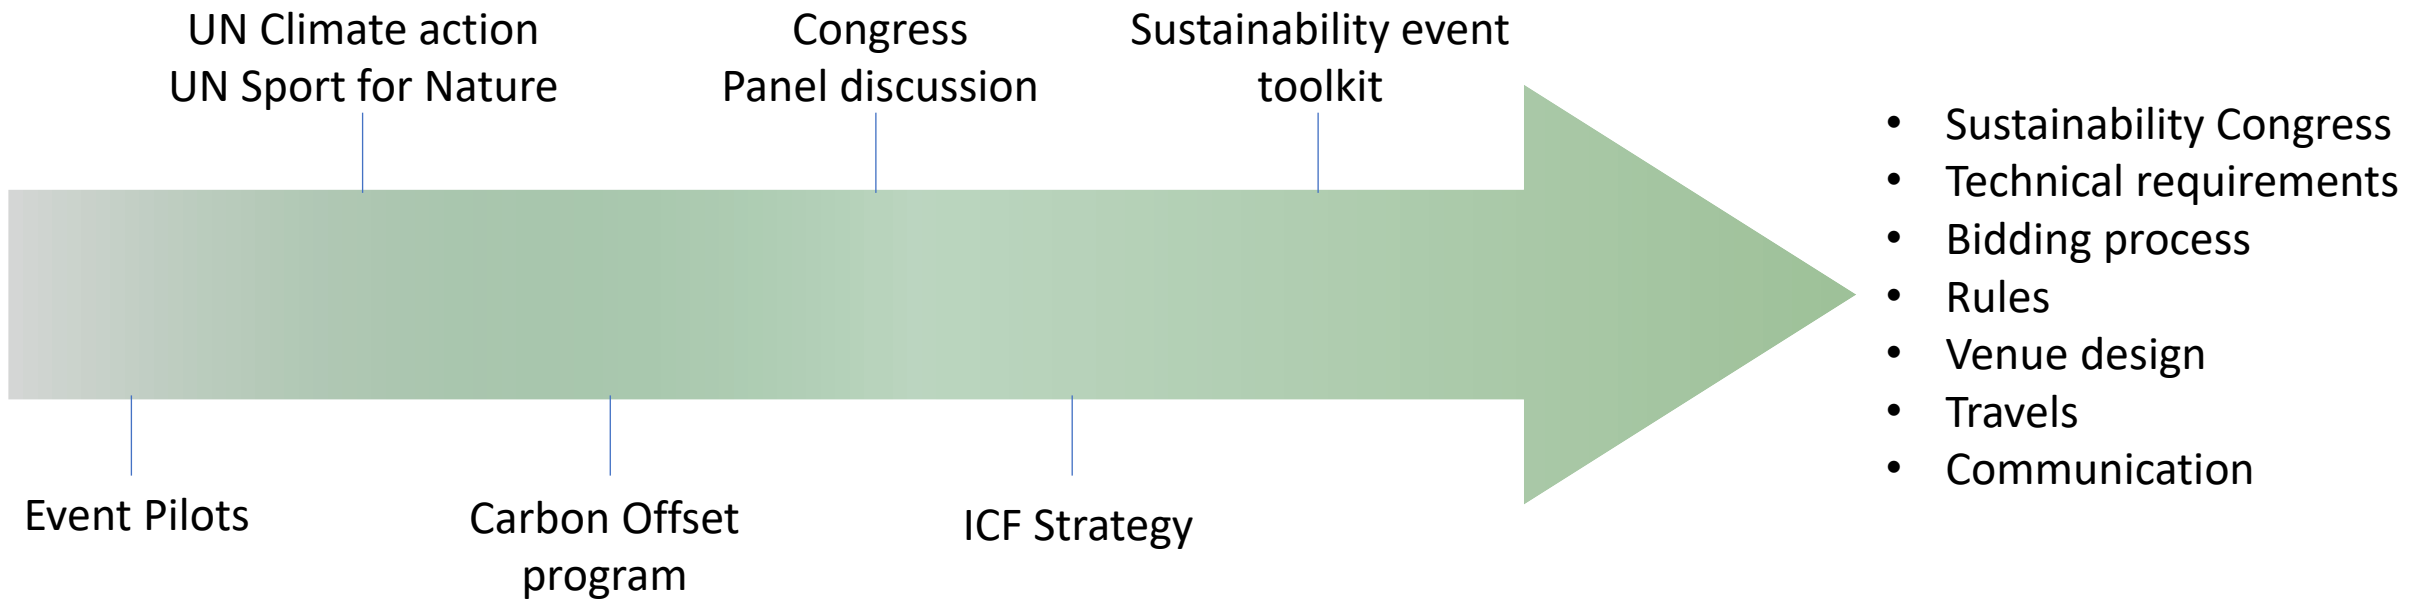 UN Climate action
UN Sport for Nature
Congress
Panel discussion
Sustainability event
toolkit
Event Pilots
Carbon Offset
program
ICF Strategy
• Sustainability Congress
• Technical requirements
• Bidding process
• Rules
• Venue design
• Travels
• Communication